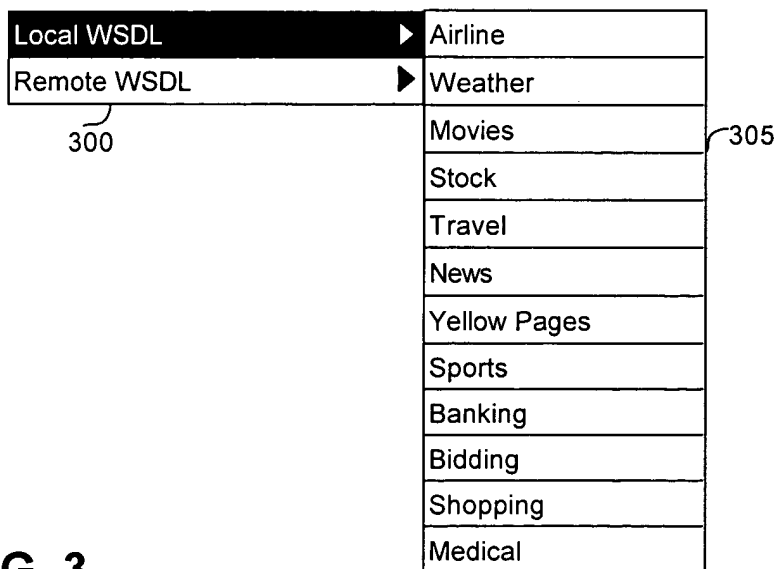 Local WSDL
Remote WSDL
300
Airline
Weather
Movies
Stock
Travel
News
Yellow Pages
Sports
Banking
Bidding
Shopping
Medical
305
G. 3